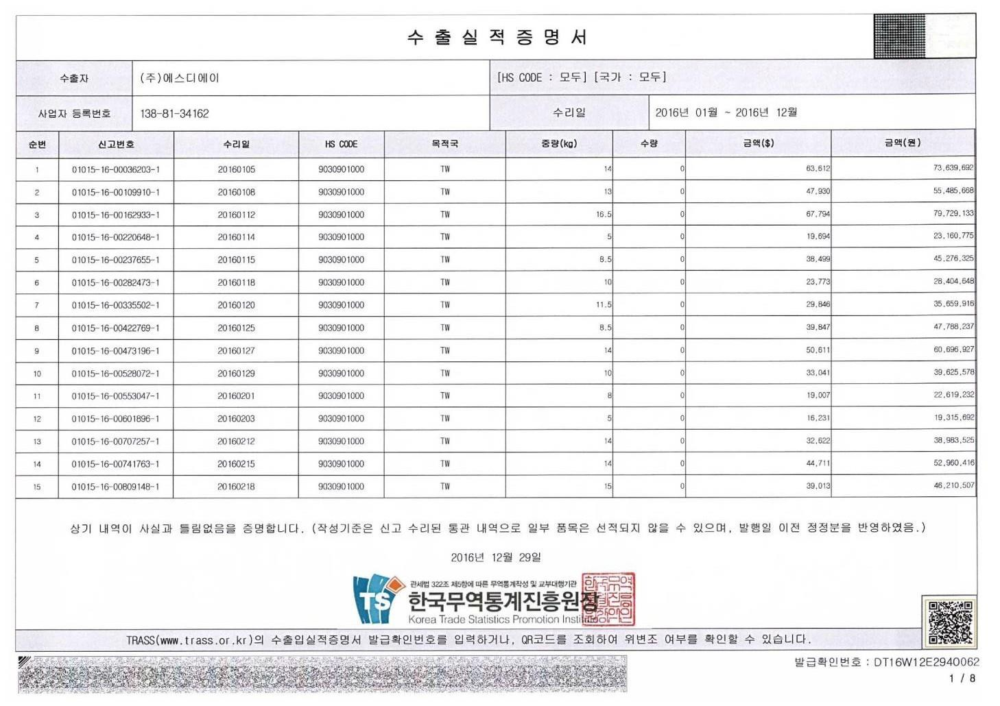 수 출 실 적 증 명 서
수출자 (주)에스디에이 [HS CODE : 모두] [국가 : 모두]
사업자 등록번호 138-81-34162 수리일 2016년 01월 ~ 2016년 12월
순번 신고번호 수리일 HS CODE 목적국 중량(kg) 수량 금액($) 금액(원)
1 01015-16-00036203-1 20160105 9030901000 TW 14 0 63,612 73,639,692
2 01015-16-00109910-1 20160108 9030901000 TW 13 0 47,930 55,485,668
3 01015-16-00162933-1 20160112 9030901000 TW 16.5 0 67,794 79,729,133
4 01015-16-00220648-1 20160114 9030901000 TW 5 0 19,694 23,160,775
5 01015-16-00237655-1 20160115 9030901000 TW 8.5 0 38,499 45,276,325
6 01015-16-00282473-1 20160118 9030901000 TW 10 0 23,773 28,404,648
7 01015-16-00335502-1 20160120 9030901000 TW 11.5 0 29,846 35,659,916
8 01015-16-00422769-1 20160125 9030901000 TW 8.5 0 39,847 47,788,237
9 01015-16-00473196-1 20160127 9030901000 TW 14 0 50,611 60,696,927
10 01015-16-00528072-1 20160129 9030901000 TW 10 0 33,041 39,625,578
11 01015-16-00553047-1 20160201 9030901000 TW 8 0 19,007 22,619,232
12 01015-16-00601896-1 20160203 9030901000 TW 5 0 16,231 19,315,692
13 01015-16-00707257-1 20160212 9030901000 TW 14 0 32,622 38,983,525
14 01015-16-00741763-1 20160215 9030901000 TW 14 0 44,711 52,960,416
15 01015-16-00809148-1 20160218 9030901000 TW 15 0 39,013 46,210,507
상기 내역이 사실과 틀림없음을 증명합니다. (작성기준은 신고 수리된 통관 내역으로 일부 품목은 선적되지 않을 수 있으며, 발행일 이전 정정분을 반영하였음.)
2016년 12월 29일
관세법 322조 제5항에 따른 무역통계작성 및 교부대행기관
TS 한국무역통계진흥원장
Korea Trade Statistics Promotion Institute
TRASS(www.trass.or.kr)의 수출입실적증명서 발급확인번호를 입력하거나, QR코드를 조회하여 위변조 여부를 확인할 수 있습니다.
발급확인번호 : DT16W12E2940062
1 / 8